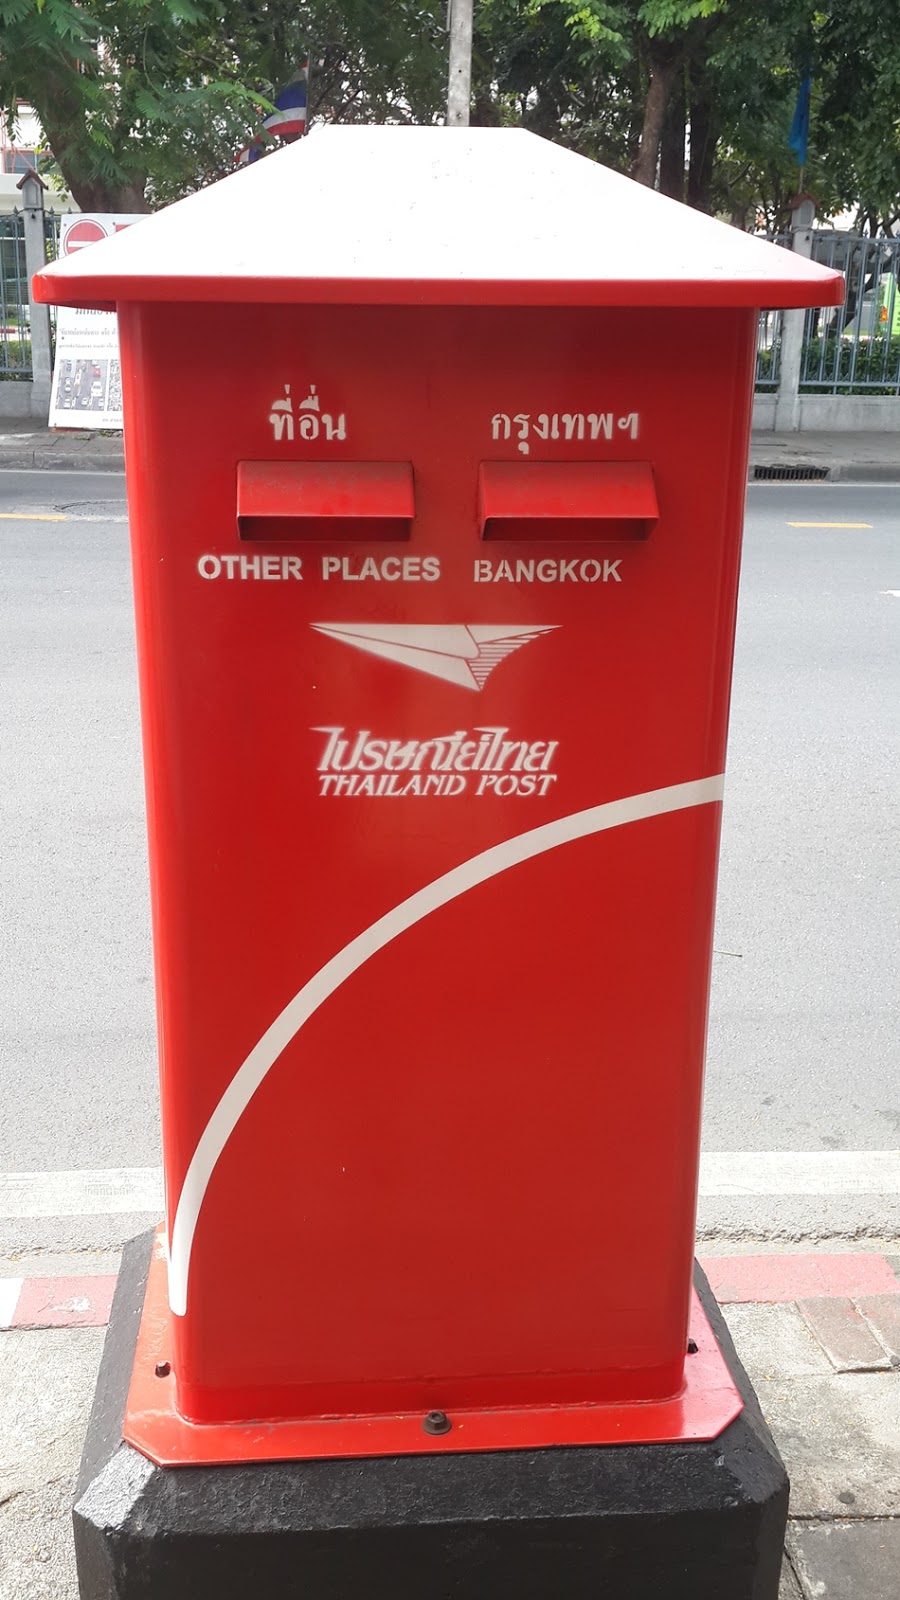 ที่อื่น
กรุงเทพฯ
OTHER PLACES
BANGKOK
ไปรษณีย์ไทย
THAILAND POST